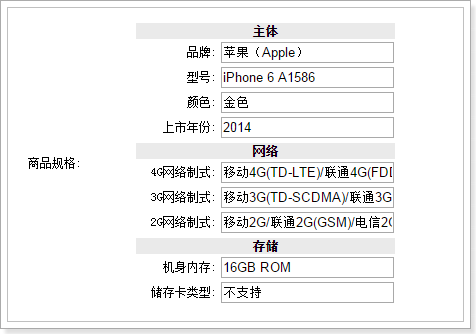 主体
品牌: 苹果（Apple）
型号: iPhone 6 A1586
颜色: 金色
上市年份: 2014
商品规格:
网络
4G网络制式: 移动4G(TD-LTE)/联通4G(FDD
3G网络制式: 移动3G(TD-SCDMA)/联通3G
2G网络制式: 移动2G/联通2G(GSM)/电信2G
存储
机身内存: 16GB ROM
储存卡类型: 不支持